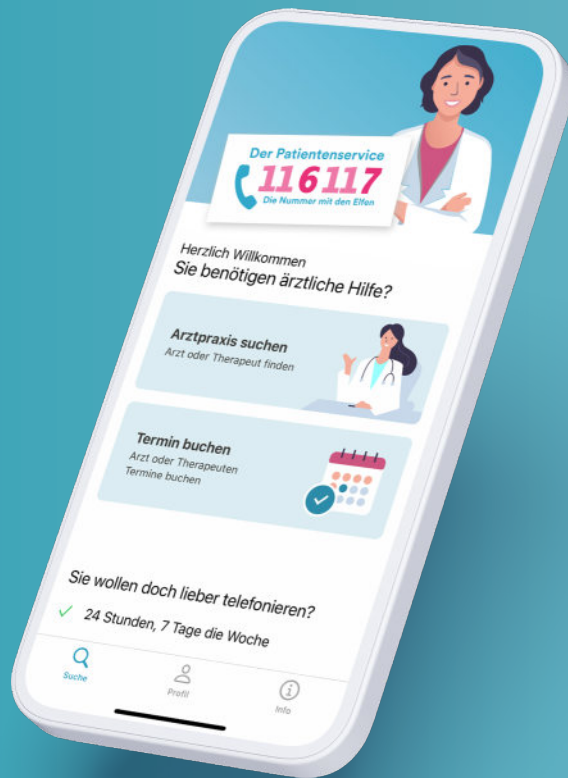 Der Patientenservice
116117
Die Nummer mit den Elfen
Herzlich Willkommen
Sie benötigen ärztliche Hilfe?
Arztpraxis suchen
Arzt oder Therapeut finden
Termin buchen
Arzt oder Therapeuten
Termine buchen
Sie wollen doch lieber telefonieren?
24 Stunden, 7 Tage die Woche
Suche
Profil
Info